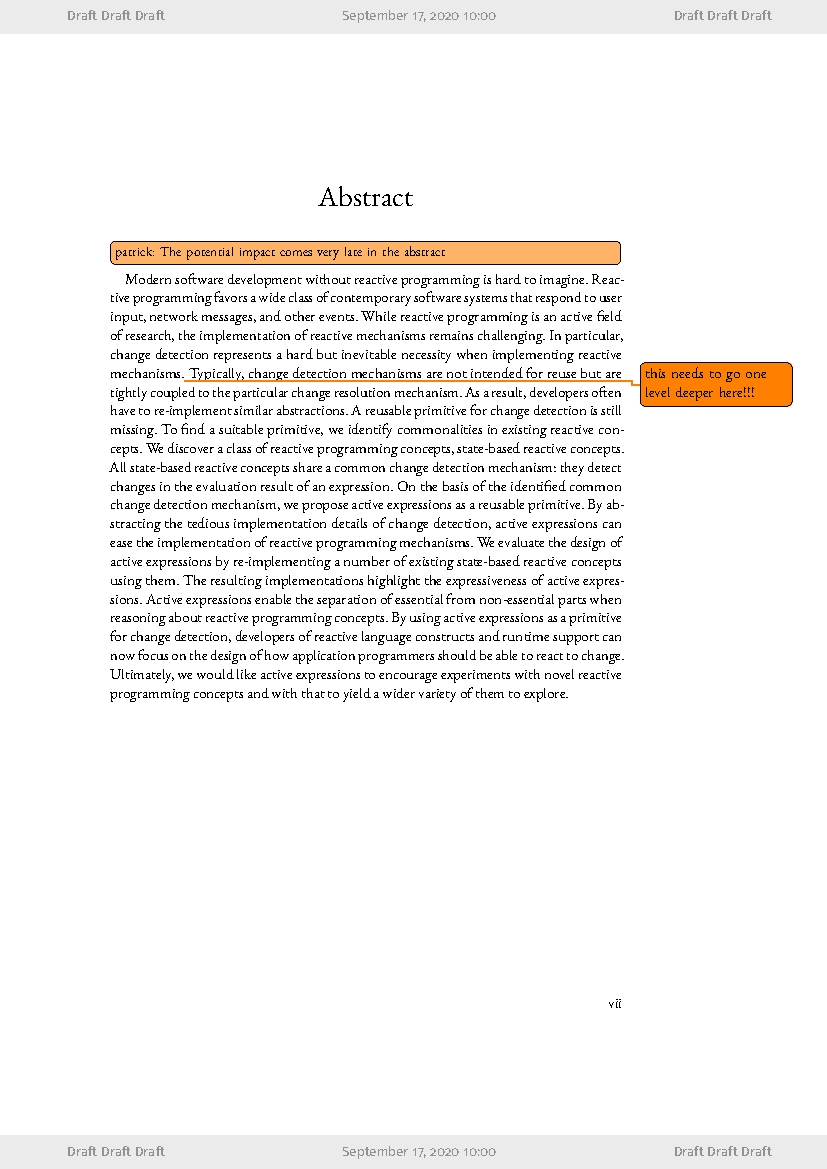 Draft Draft Draft September 17, 2020 10:00 Draft Draft Draft
Abstract
patrick: The potential impact comes very late in the abstract
Modern software development without reactive programming is hard to imagine. Reac-
tive programming favors a wide class of contemporary software systems that respond to user
input, network messages, and other events. While reactive programming is an active field
of research, the implementation of reactive mechanisms remains challenging. In particular,
change detection represents a hard but inevitable necessity when implementing reactive
mechanisms. Typically, change detection mechanisms are not intended for reuse but are
tightly coupled to the particular change resolution mechanism. As a result, developers often
have to re-implement similar abstractions. A reusable primitive for change detection is still
missing. To find a suitable primitive, we identify commonalities in existing reactive con-
cepts. We discover a class of reactive programming concepts, state-based reactive concepts.
All state-based reactive concepts share a common change detection mechanism: they detect
changes in the evaluation result of an expression. On the basis of the identified common
change detection mechanism, we propose active expressions as a reusable primitive. By ab-
stracting the tedious implementation details of change detection, active expressions can
ease the implementation of reactive programming mechanisms. We evaluate the design of
active expressions by re-implementing a number of existing state-based reactive concepts
using them. The resulting implementations highlight the expressiveness of active expres-
sions. Active expressions enable the separation of essential from non-essential parts when
reasoning about reactive programming concepts. By using active expressions as a primitive
for change detection, developers of reactive language constructs and runtime support can
now focus on the design of how application programmers should be able to react to change.
Ultimately, we would like active expressions to encourage experiments with novel reactive
programming concepts and with that to yield a wider variety of them to explore.
this needs to go one
level deeper here!!!
vii
Draft Draft Draft September 17, 2020 10:00 Draft Draft Draft